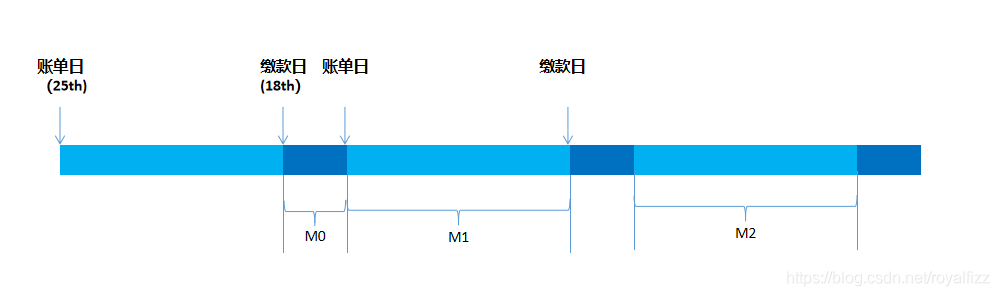 账单日
(25th)
缴款日
(18th)
账单日
缴款日
M0
M1
M2
https://blog.csdn.net/royalfizz